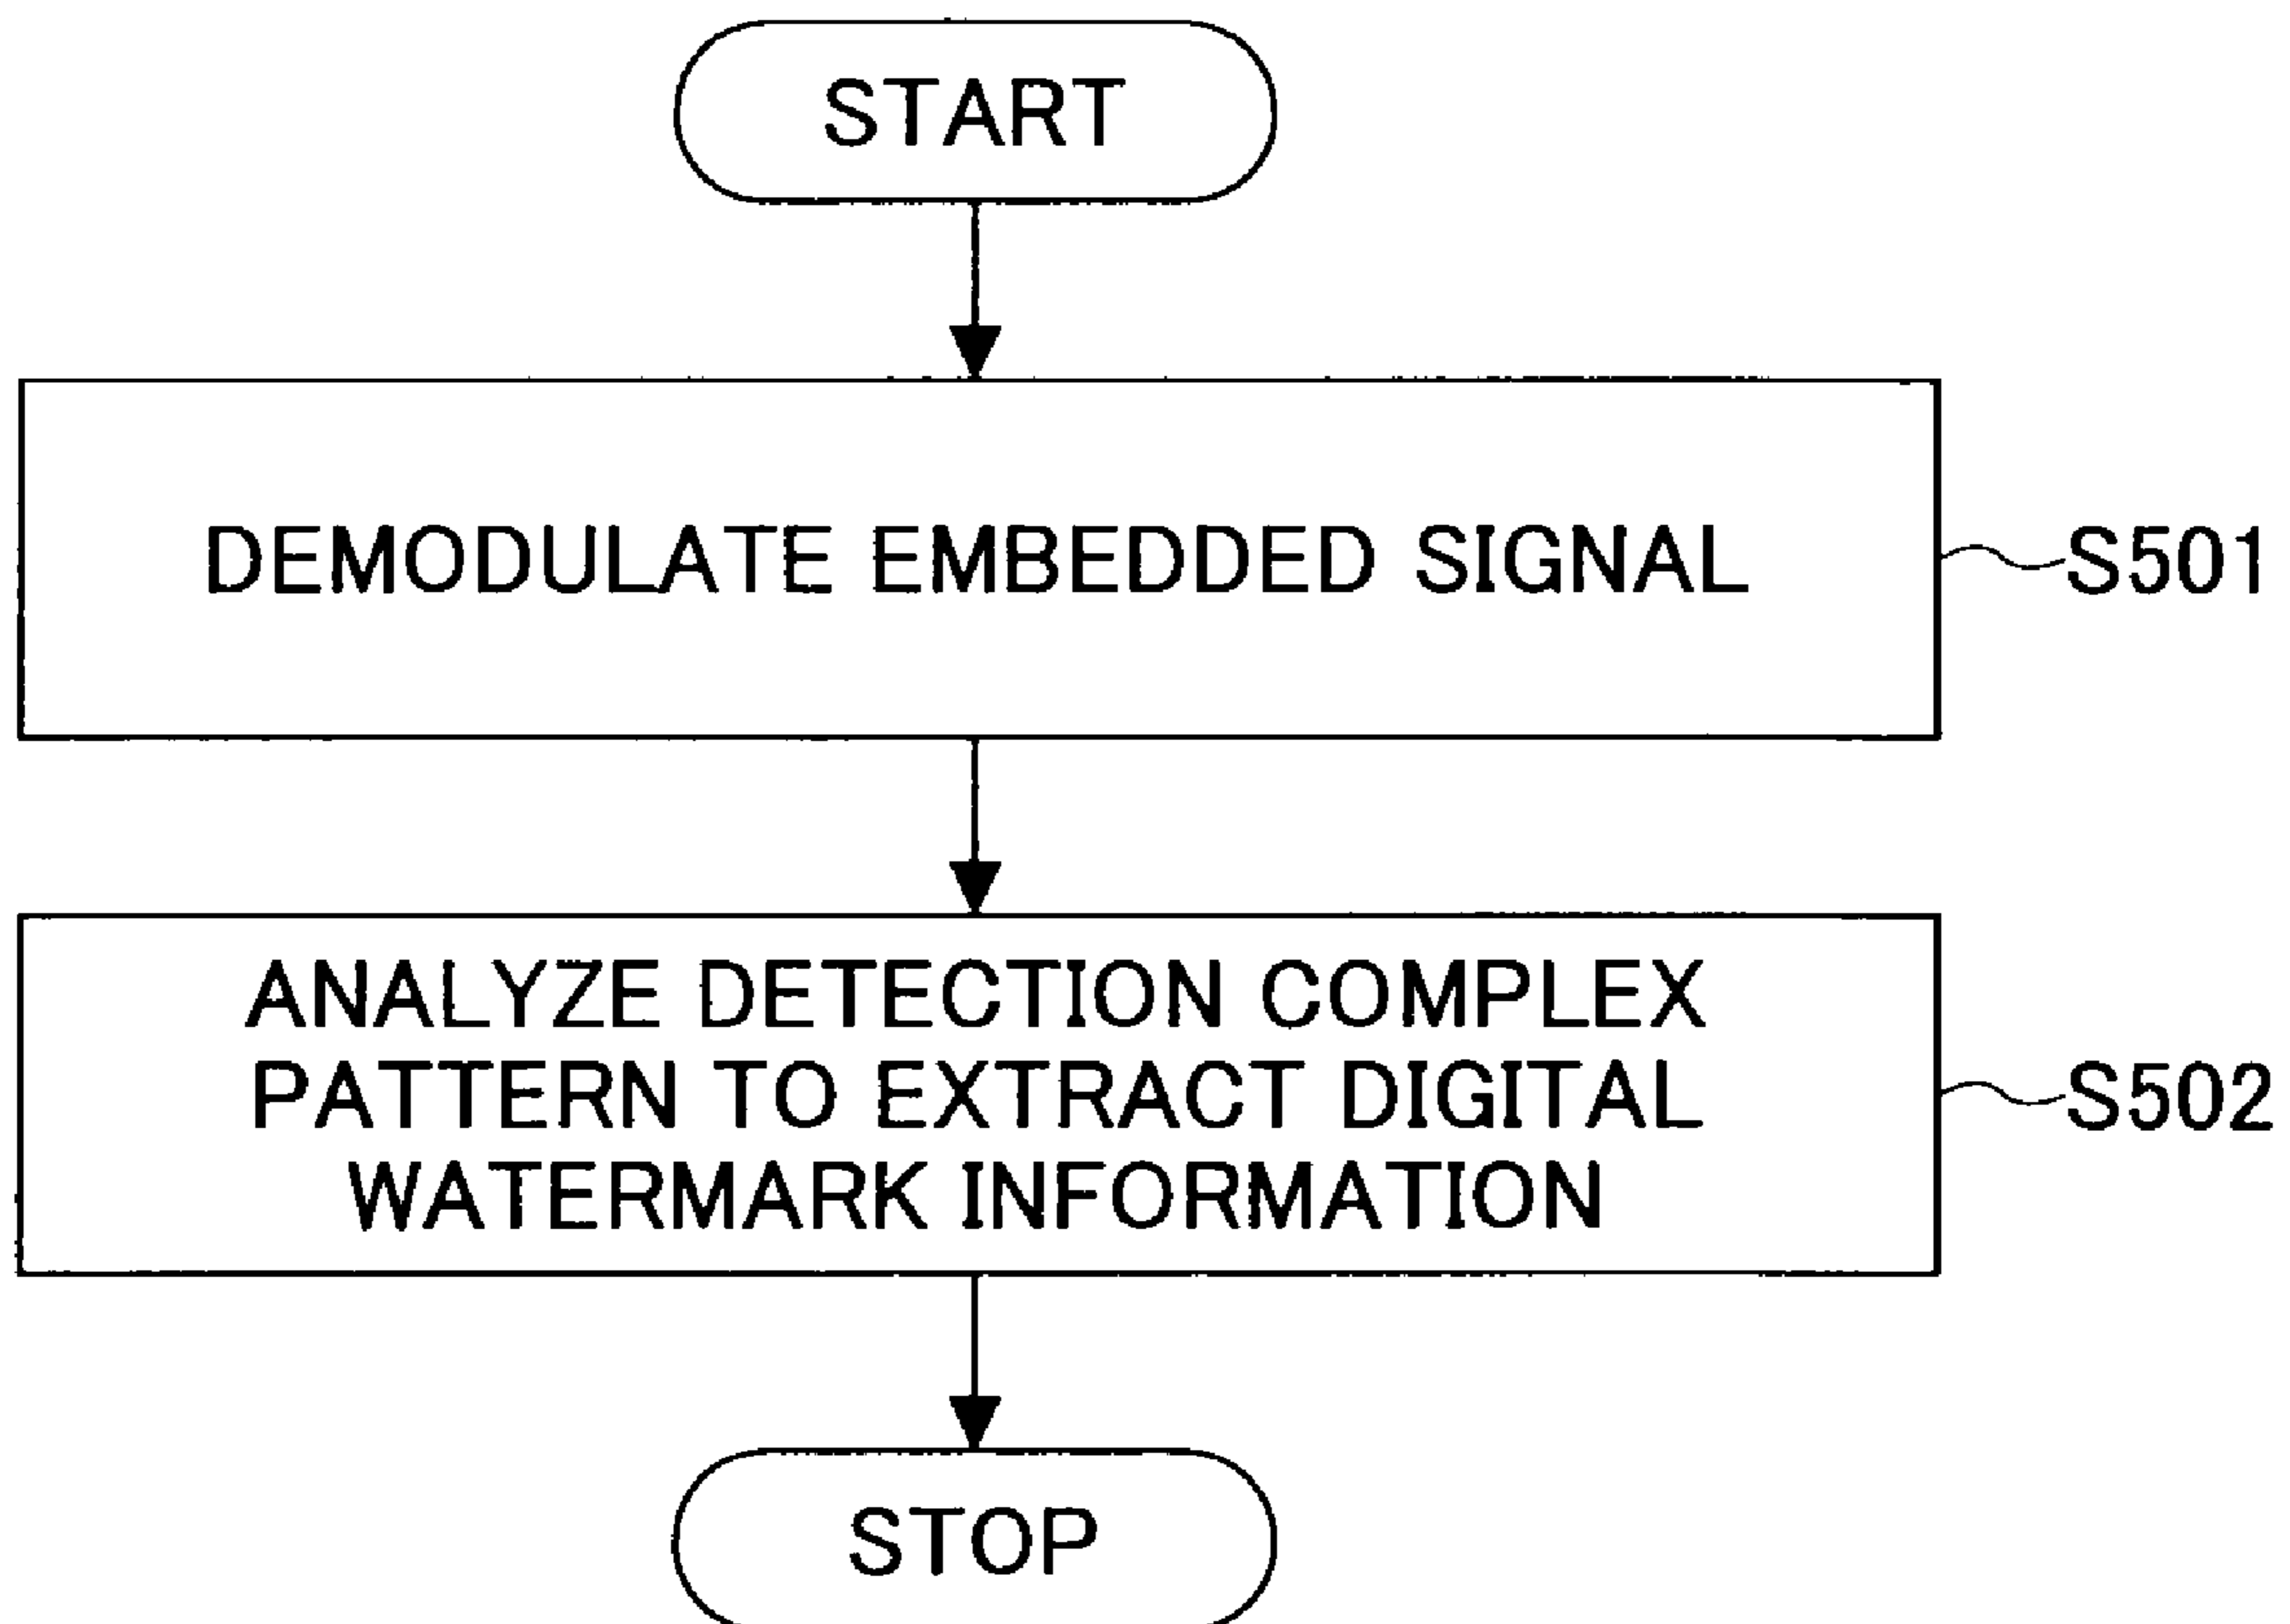 START
DEMODULATE EMBEDDED SIGNAL
S501
ANALYZE DETECTION COMPLEX
PATTERN TO EXTRACT DIGITAL
WATERMARK INFORMATION
S502
STOP